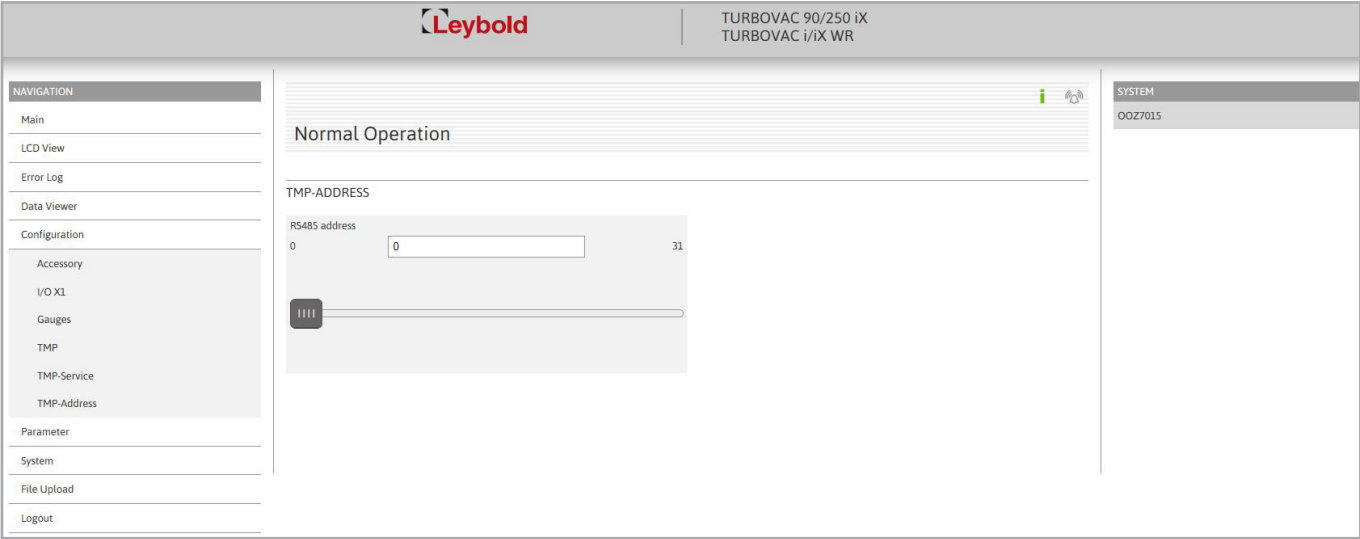 Leybold
TURBOVAC 90/250 iX
TURBOVAC i/iX WR
NAVIGATION
Main
LCD View
Error Log
Data Viewer
Configuration
Accessory
I/O X1
Gauges
TMP
TMP-Service
TMP-Address
Parameter
System
File Upload
Logout
i
Normal Operation
TMP-ADDRESS
RS485 address
0 0 31
SYSTEM
OOZ7015